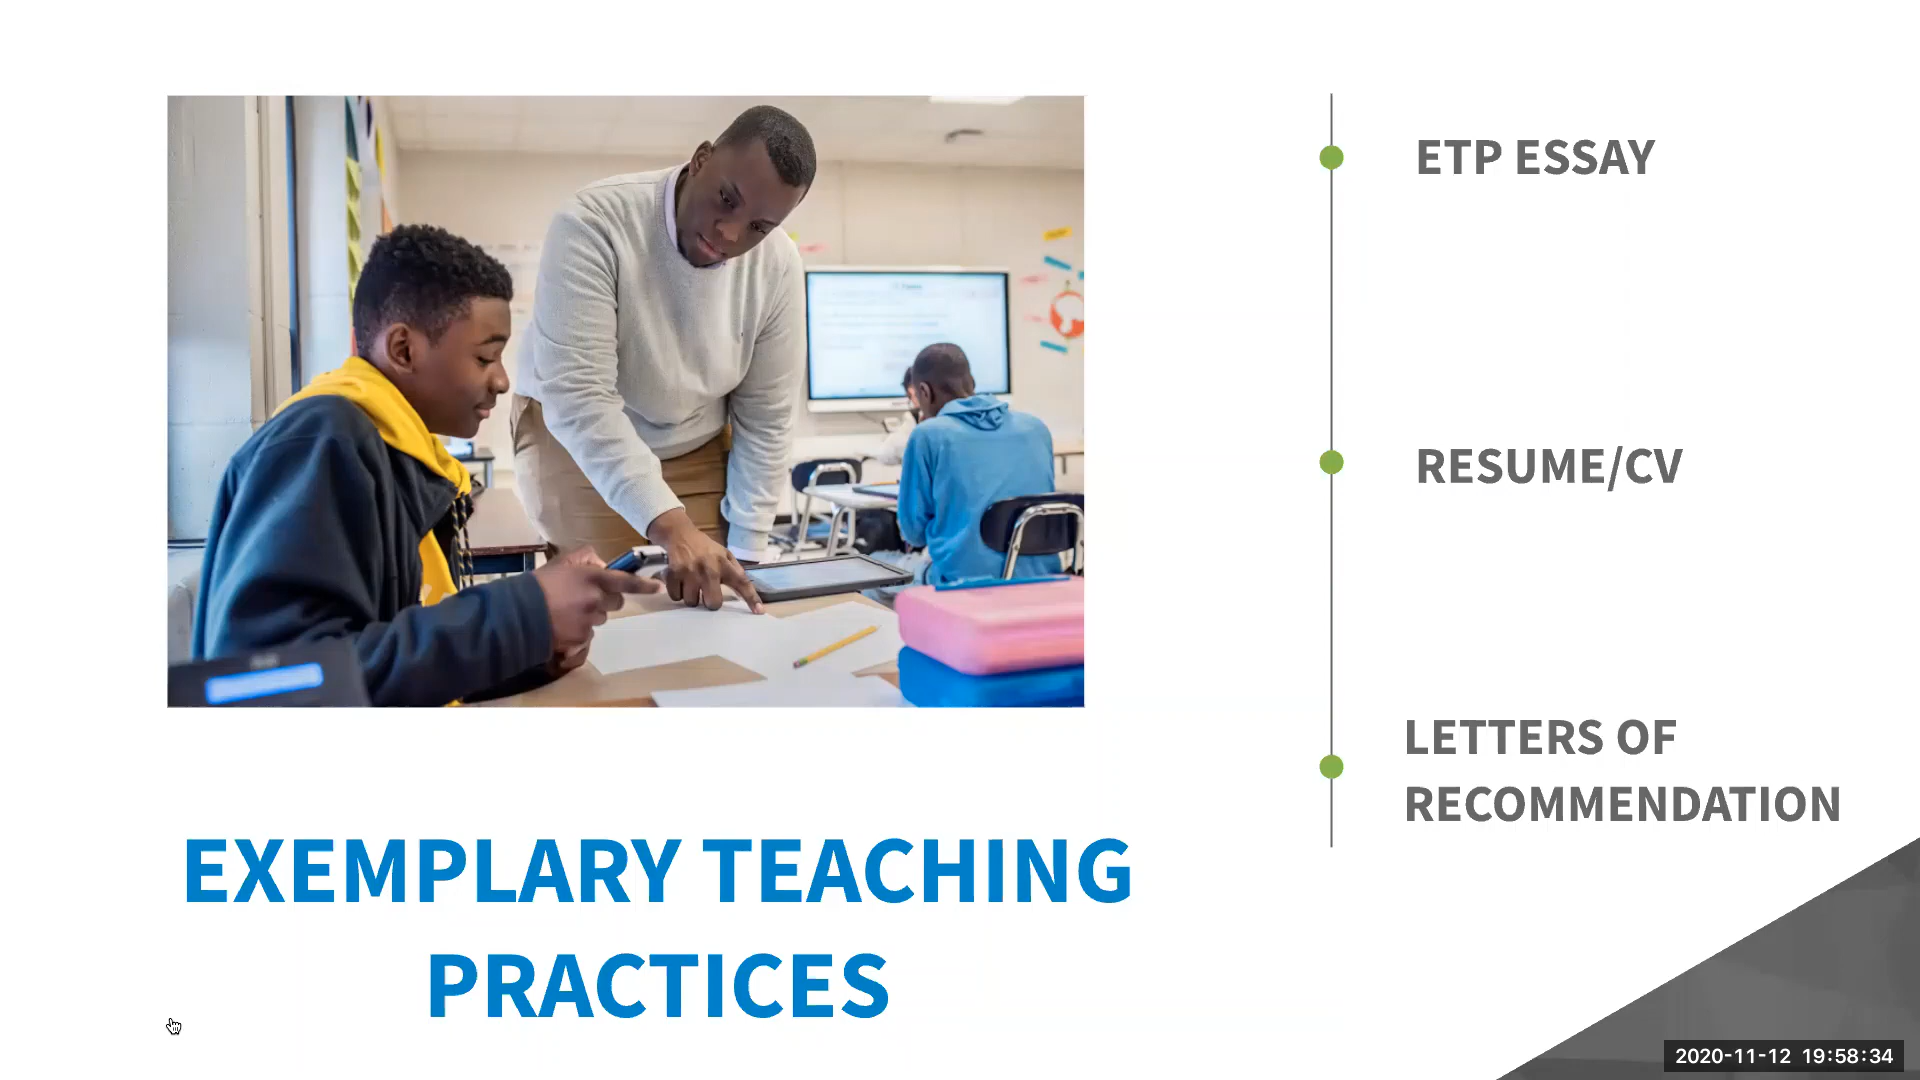 ETP ESSAY
RESUME/CV
LETTERS OF
RECOMMENDATION
EXEMPLARY TEACHING
PRACTICES
2020-11-12 19:58:34